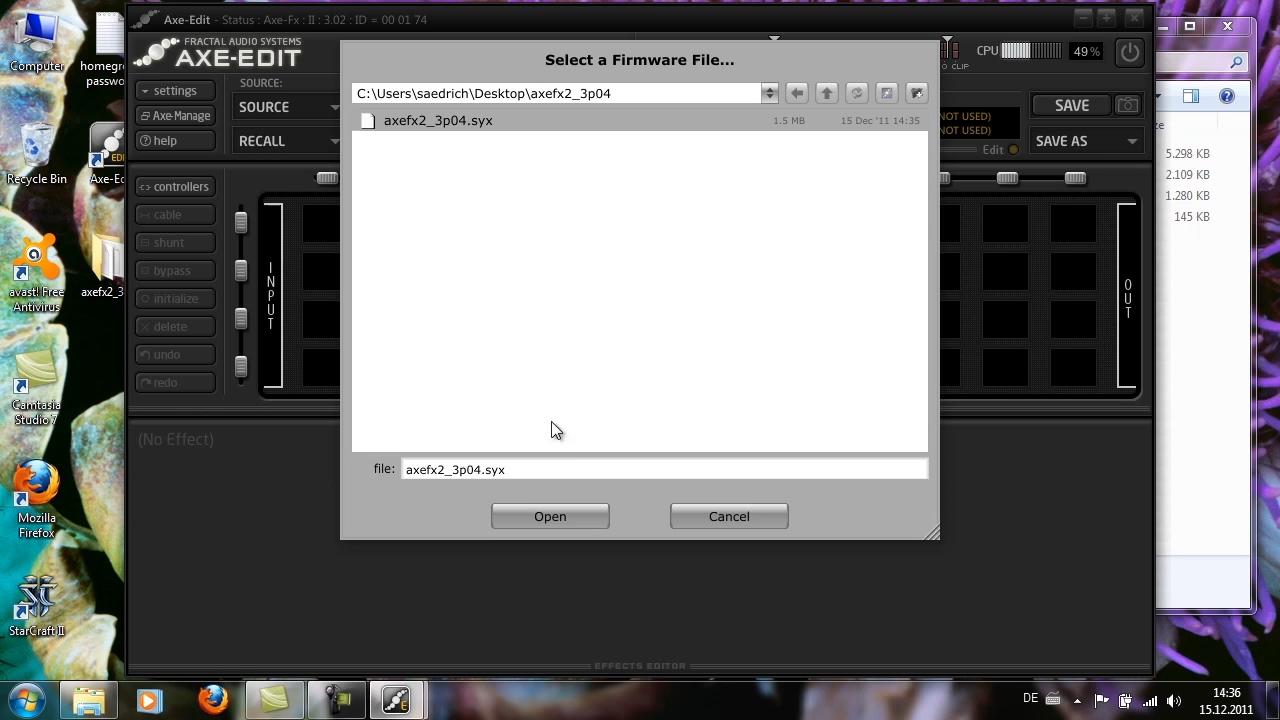 Axe-Edit - Status : Axe-Fx : II : 3.02 : ID = 00 01 74
FRACTAL AUDIO SYSTEMS
AXE-EDIT
CLIP
CPU
49 %
settings
Axe-Manage
help
SOURCE:
SOURCE
RECALL
NOT USED)
NOT USED)
Edit
SAVE
SAVE AS
controllers
cable
shunt
bypass
initialize
delete
undo
redo
INPUT
OUT
(No Effect)
EFFECTS EDITOR
Select a Firmware File...
C:\Users\saedrich\Desktop\axefx2_3p04
axefx2_3p04.syx 1.5 MB 15 Dec '11 14:35
file: axefx2_3p04.syx
Open Cancel
5.298 KB
2.109 KB
1.280 KB
145 KB
Computer
homegr
passwo
Recycle Bin
Axe-Ed
avast! Free
Antivirus
axefx2_3
Camtasia
Studio 7
Mozilla
Firefox
StarCraft II
DE
14:36
15.12.2011